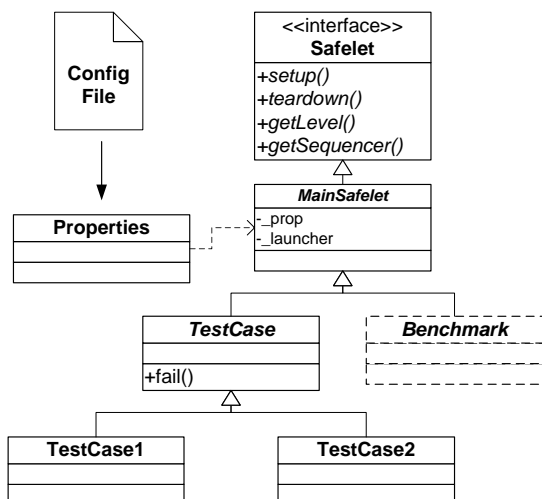 Config
File
<<interface>>
Safelet
+setup()
+teardown()
+getLevel()
+getSequencer()
Properties
MainSafelet
-_prop
-_launcher
TestCase
+fail()
Benchmark
TestCase1
TestCase2